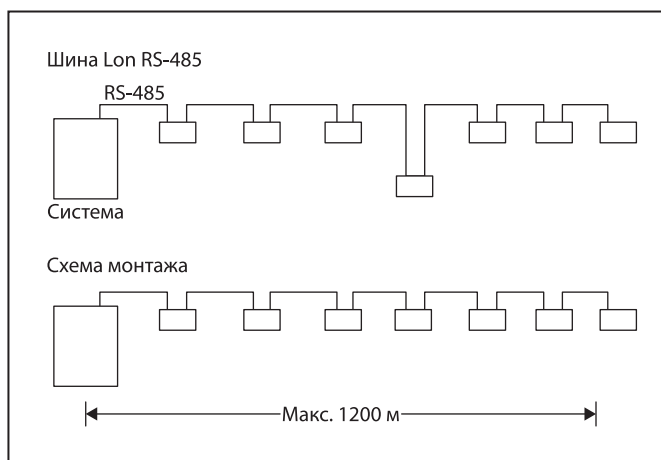 Шина Lon RS-485
RS-485
Система
Схема монтажа
Макс. 1200 м